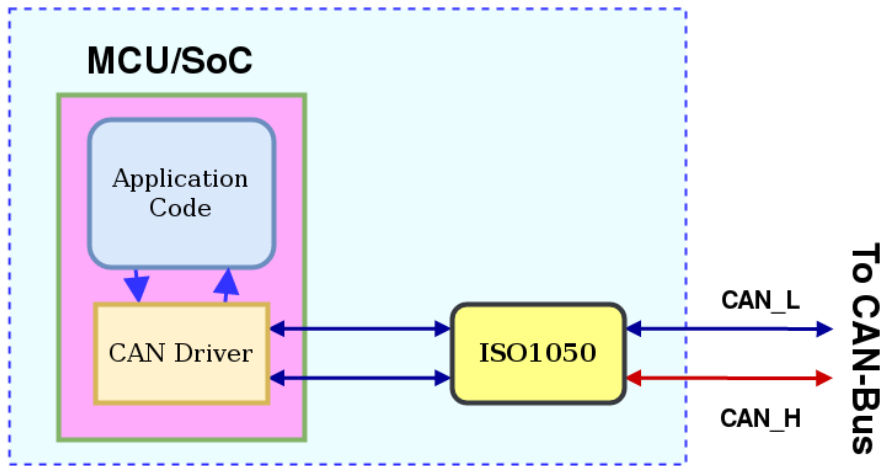 MCU/SoC
Application
Code
CAN Driver
ISO1050
CAN_L
CAN_H
To CAN-Bus